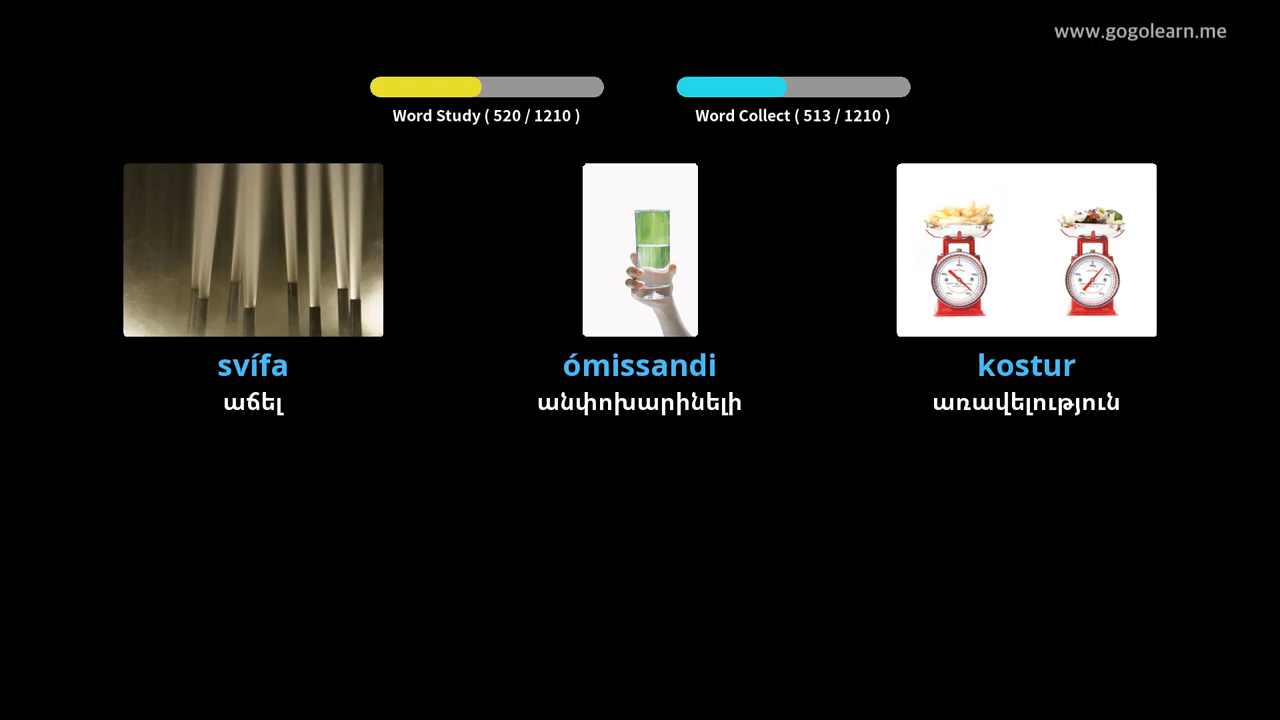 www.gogolearn.me
Word Study ( 520 / 1210 )
Word Collect ( 513 / 1210 )
svífa
ómissandi
kostur
աճել
անփոխարինելի
առավելություն